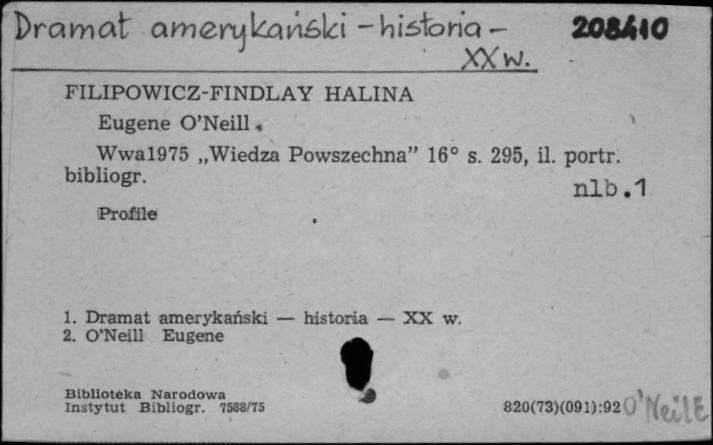 Dramat amerykański - historia - 208410
XX w.
FILIPOWICZ-FINDLAY HALINA
Eugene O'Neill.
Wwa1975 „Wiedza Powszechna” 16° s. 295, il. portr.
bibliogr.
nlb.1
Profile
1. Dramat amerykański — historia — XX w.
2. O'Neill Eugene
Biblioteka Narodowa
Instytut Bibliogr. 7588/75 820(73)(091):92 O'Neill